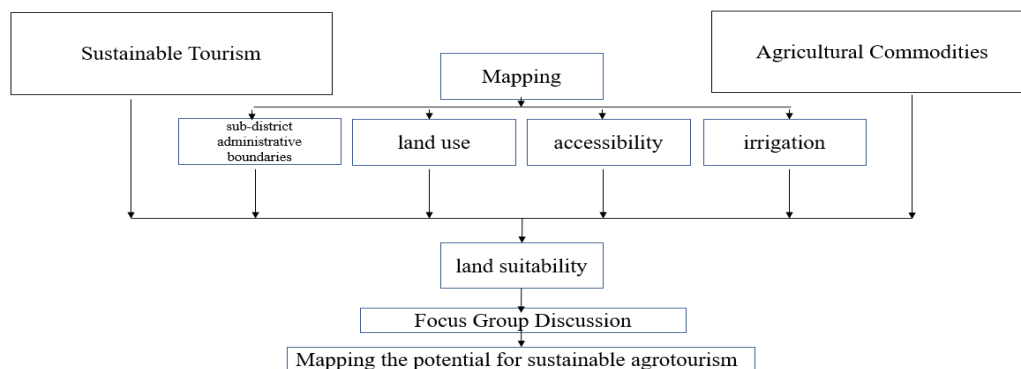 Sustainable Tourism
Agricultural Commodities
Mapping
sub-district
administrative
boundaries
land use
accessibility
irrigation
land suitability
Focus Group Discussion
Mapping the potential for sustainable agrotourism